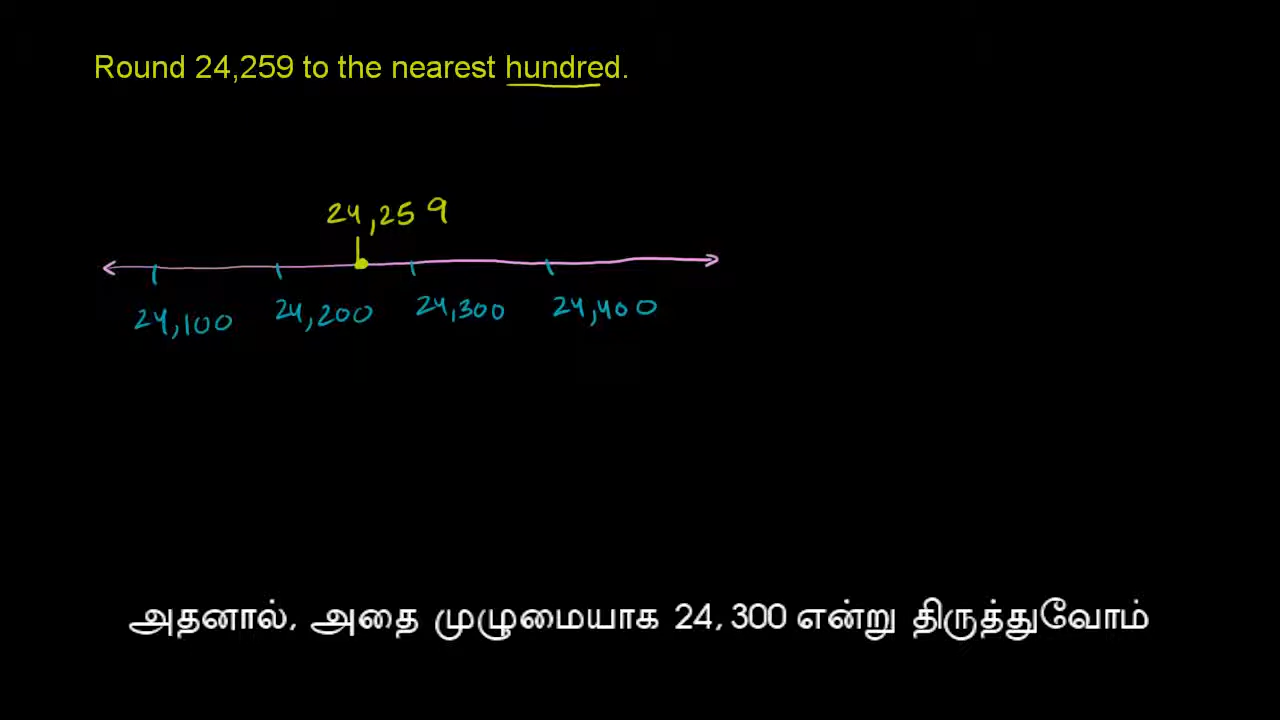 Round 24,259 to the nearest hundred.
24,259
24,100 24,200 24,300 24,400
அதனால், அதை முழுமையாக 24,300 என்று திருத்துவோம்